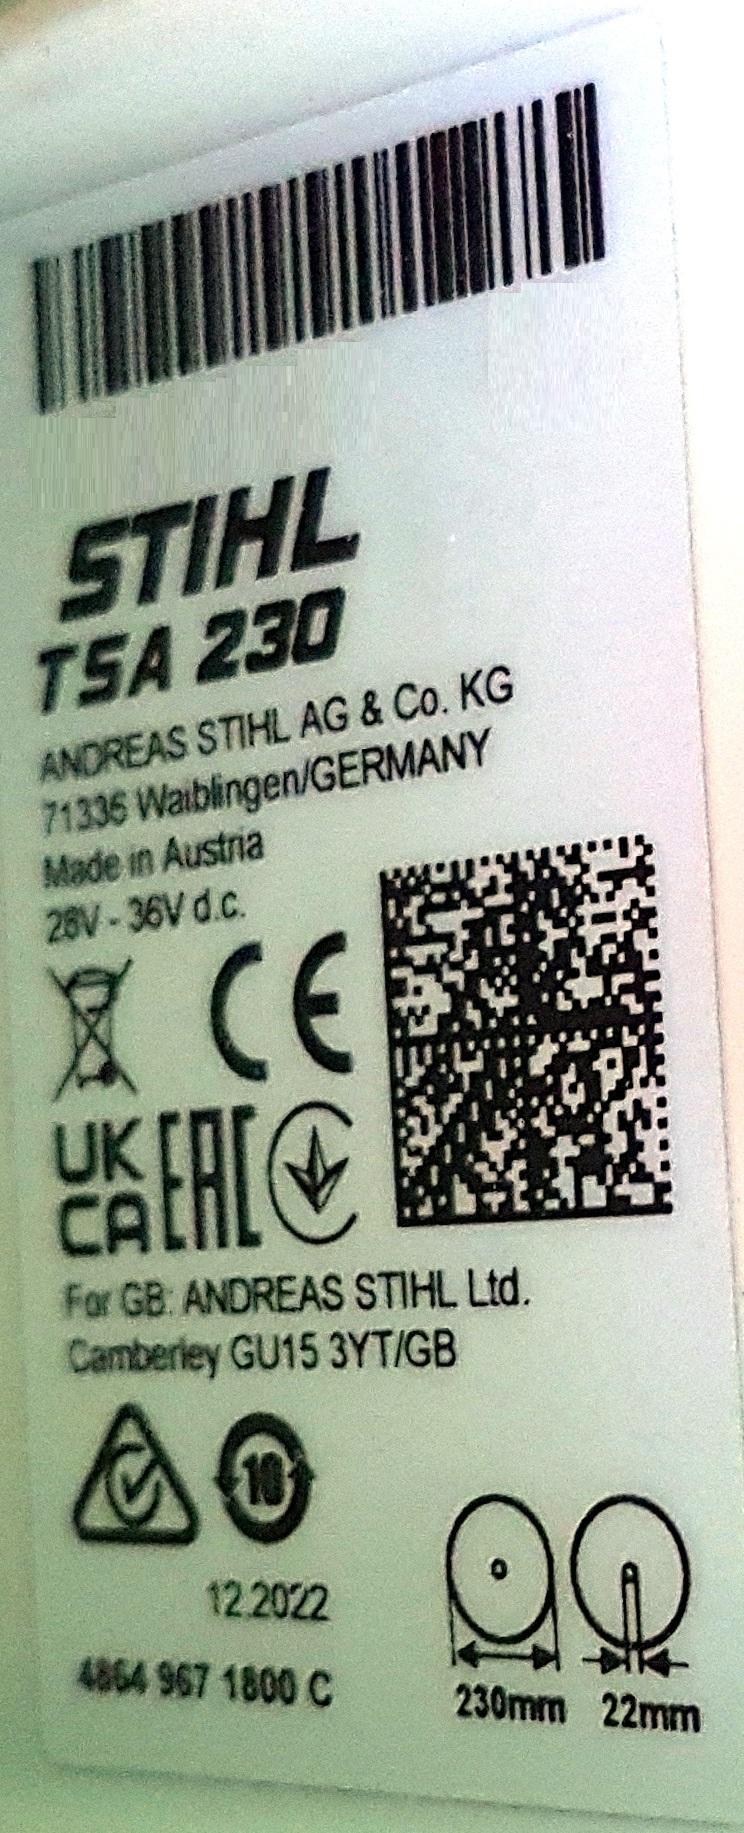 STIHL
TSA 230
ANDREAS STIHL AG & Co. KG
71336 Waiblingen/GERMANY
Made in Austria
28V - 36V d.c.
CE
UK
CA
EAC
For GB: ANDREAS STIHL Ltd.
Camberley GU15 3YT/GB
10
12.2022
4864 967 1800 C
230mm
22mm